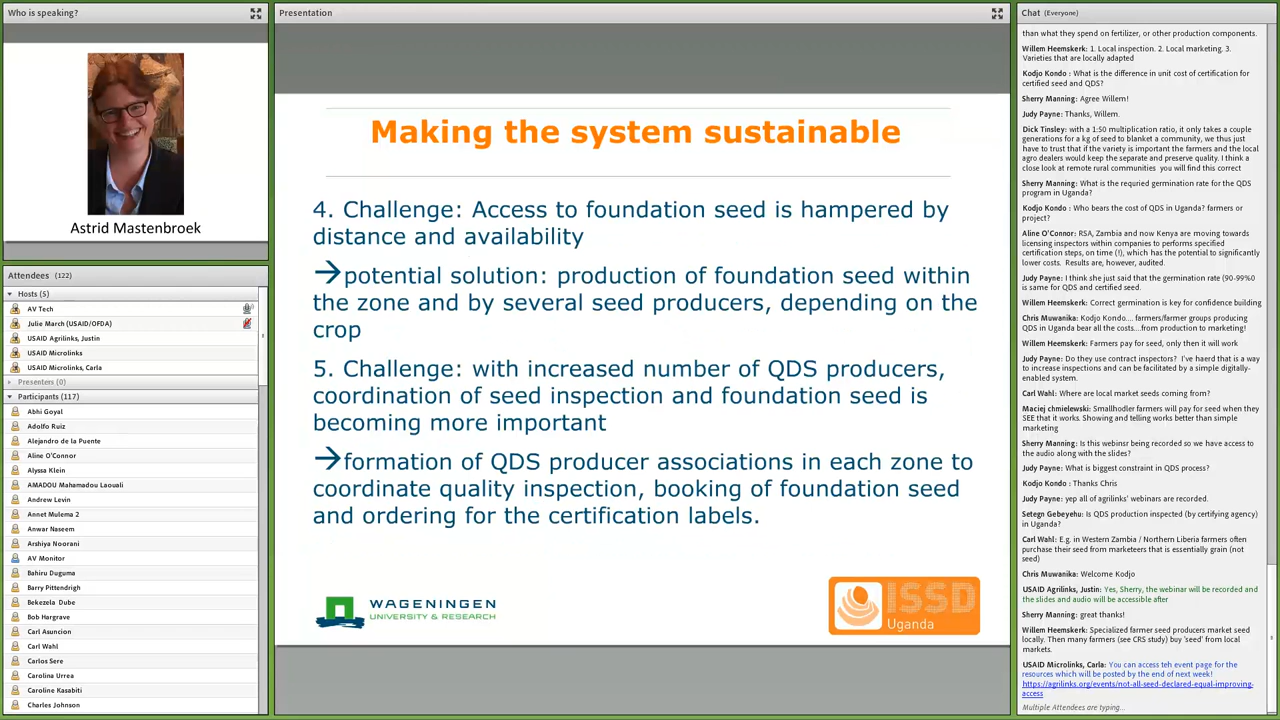 Who is speaking?
Astrid Mastenbroek
Attendees (122)
Hosts (5)
AV Tech
Julie March (USAID/OFDA)
USAID Agrilinks, Justin
USAID Microlinks
USAID Microlinks, Carla
Presenters (0)
Participants (117)
Abhi Goyal
Adolfo Ruiz
Alejandro de la Puente
Aline O'Connor
Alyssa Klein
AMADOU Mahamadou Laouali
Andrew Levin
Annet Mulema 2
Anwar Naseem
Arshiya Noorani
AV Monitor
Bahiru Duguma
Barry Pittendrigh
Bekezela Dube
Bob Hargrave
Carl Asuncion
Carl Wahl
Carlos Sere
Carolina Urrea
Caroline Kasabiti
Charles Johnson
Presentation
Making the system sustainable
4. Challenge: Access to foundation seed is hampered by
distance and availability
→potential solution: production of foundation seed within
the zone and by several seed producers, depending on the
crop
5. Challenge: with increased number of QDS producers,
coordination of seed inspection and foundation seed is
becoming more important
→formation of QDS producer associations in each zone to
coordinate quality inspection, booking of foundation seed
and ordering for the certification labels.
WAGENINGEN
UNIVERSITY & RESEARCH
ISSD
Uganda
Chat (Everyone)
than what they spend on fertilizer, or other production components.
Willem Heemskerk: 1. Local inspection. 2. Local marketing. 3.
Varieties that are locally adapted
Kodjo Kondo : What is the difference in unit cost of certification for
certified seed and QDS?
Sherry Manning: Agree Willem!
Judy Payne: Thanks, Willem.
Dick Tinsley: with a 1:50 multiplication ratio, it only takes a couple
generations for a kg of seed to blanket a community, we thus just
have to trust that if the variety is important the farmers and the local
agro dealers would keep the separate and preserve quality. I think a
close look at remote rural communities  you will find this correct
Sherry Manning: What is the requried germination rate for the QDS
program in Uganda?
Kodjo Kondo : Who bears the cost of QDS in Uganda? farmers or
project?
Aline O'Connor: RSA, Zambia and now Kenya are moving towards
licensing inspectors within companies to perform specified
certification steps, on time (!), which has the potential to significantly
lower costs.  Results are, however, audited.
Judy Payne: I think she just said that the germination rate (90-99%0
is same for QDS and certified seed.
Willem Heemskerk: Correct germination is key for confidence building
Chris Muwanika: Kodjo Kondo.... farmers/farmer groups producing
QDS in Uganda bear all the costs....from production to marketing!
Willem Heemskerk: Farmers pay for seed, only then it will work
Judy Payne: Do they use contract inspectors?  I've heard that is a way
to increase inspections and can be facilitated by a simple digitally-
enabled system.
Carl Wahl: Where are local market seeds coming from?
Maciej chmielewski: Smallhodler farmers will pay for seed when they
SEE that it works. Showing and telling works better than simple
marketing
Sherry Manning: Is this webinsr being recorded so we have access to
the audio along with the slides?
Judy Payne: What is biggest constraint in QDS process?
Kodjo Kondo : Thanks Chris
Judy Payne: yep all of agrilinks' webinars are recorded.
Setegn Gebeyehu: Is QDS production inspected (by certifying agency)
in Uganda?
Carl Wahl: E.g. in Western Zambia / Northern Liberia farmers often
purchase their seed from marketeers that is essentially grain (not
seed)
Chris Muwanika: Welcome Kodjo
USAID Agrilinks, Justin: Yes, Sherry, the webinar will be recorded and
the slides and audio will be accessible after
Sherry Manning: great thanks!
Willem Heemskerk: Specialized farmer seed producers market seed
locally. Then many farmers (see CRS study) buy 'seed' from local
markets.
USAID Microlinks, Carla: You can access teh event page for the
resources which will be posted by the end of next week!
https://agrilinks.org/events/not-all-seed-declared-equal-improving-
access
Multiple Attendees are typing...